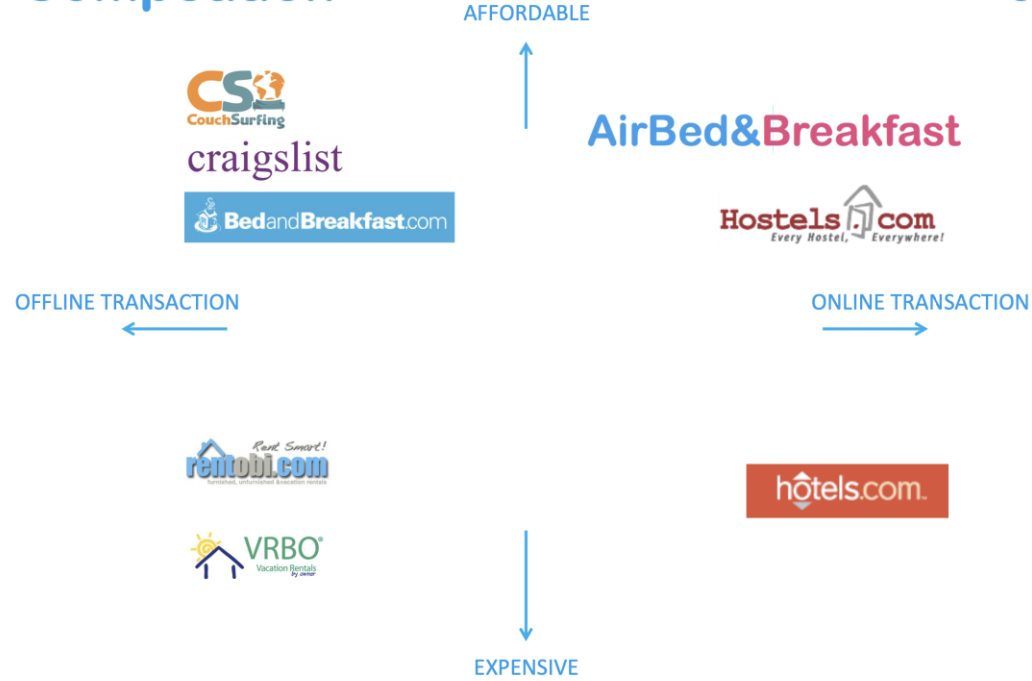 AFFORDABLE
CS
CouchSurfing
AirBed&Breakfast
craigslist
BedandBreakfast.com
Hostels.com
Every Hostel, Everywhere!
OFFLINE TRANSACTION
ONLINE TRANSACTION
Rent Smart!
rentobi.com
furnished, unfurnished & vacation rentals
hotels.com
VRBO®
Vacation Rentals
by owner
EXPENSIVE